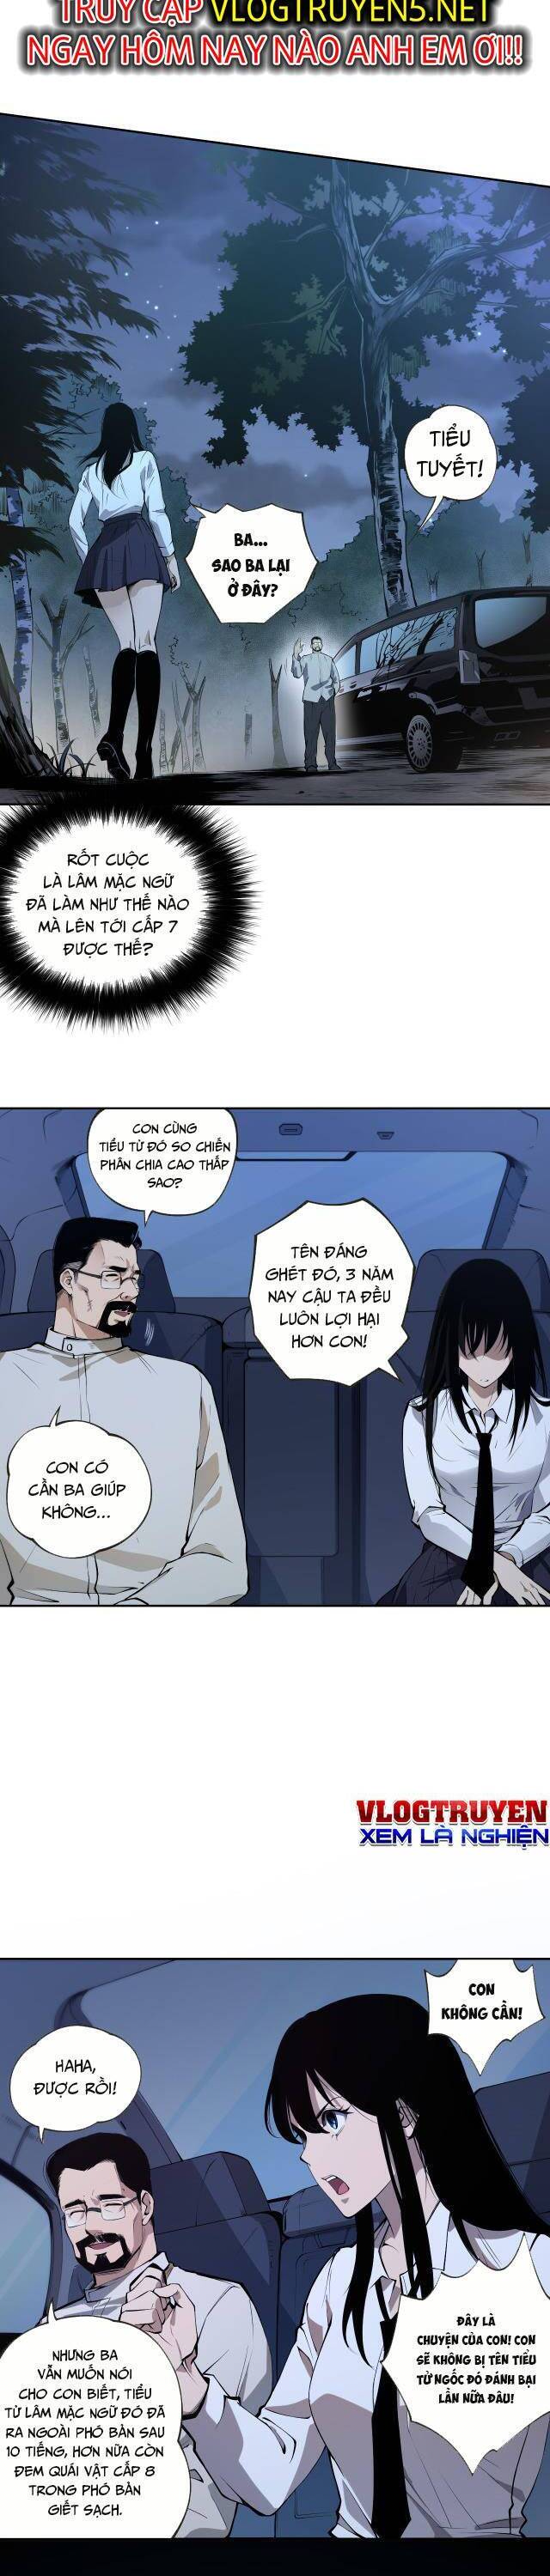 TRUY CẬP VLOGTRUYEN5.NET
NGAY HÔM NAY NÀO ANH EM ƠI!!
TIỂU
TUYẾT!
BA...
SAO BA LẠI
Ở ĐÂY?
RỐT CUỘC
LÀ LÂM MẶC NGỮ
ĐÃ LÀM NHƯ THẾ NÀO
MÀ LÊN TỚI CẤP 7
ĐƯỢC THẾ?
CON CÙNG
TIỂU TỬ ĐÓ SO CHIẾN
PHÂN CHIA CAO THẤP
SAO?
TÊN ĐÁNG
GHÉT ĐÓ, 3 NĂM
NAY CẬU TA ĐỀU
LUÔN LỢI HẠI
HƠN CON!
CON CÓ
CẦN BA GIÚP
KHÔNG...
VLOGTRUYEN
XEM LÀ NGHIỆN
CON
KHÔNG CẦN!
HAHA,
ĐƯỢC RỒI!
ĐÂY LÀ
CHUYỆN CỦA CON! CON
SẼ KHÔNG BỊ TÊN TIỂU
TỬ NGỐC ĐÓ ĐÁNH BẠI
LẦN NỮA ĐÂU!
NHƯNG BA
VẪN MUỐN NÓI
CHO CON BIẾT, TIỂU
TỬ LÂM MẶC NGỮ ĐÓ ĐÃ
RA NGOÀI PHÓ BẢN SAU
10 TIẾNG, HƠN NỮA CÒN
ĐEM QUÁI VẬT CẤP 8
TRONG PHÓ BẢN
GIẾT SẠCH.